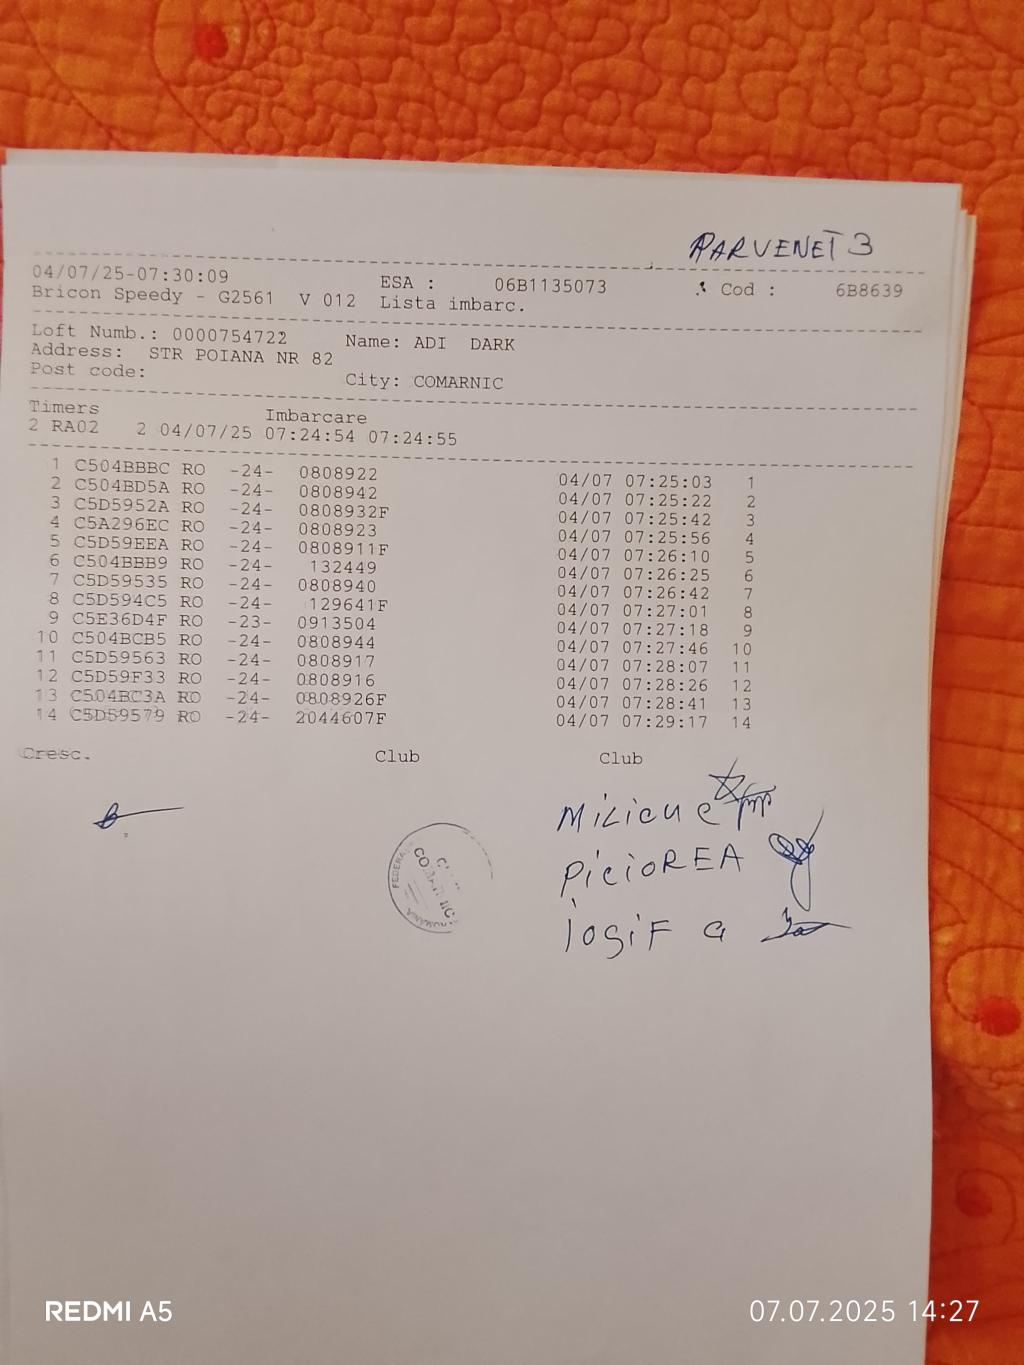 PARVENET 3
04/07/25-07:30:09 ESA : 06B1135073 Cod : 6B8639
Bricon Speedy - G2561 V 012 Lista imbarc.
Loft Numb.: 0000754722 Name: ADI DARK
Address: STR POIANA NR 82
Post code: City: COMARNIC
Timers Imbarcare
2 RA02 2 04/07/25 07:24:54 07:24:55
1 C504BBBC RO -24- 0808922 04/07 07:25:03 1
2 C504BD5A RO -24- 0808942 04/07 07:25:22 2
3 C5D5952A RO -24- 0808932F 04/07 07:25:42 3
4 C5A296EC RO -24- 0808923 04/07 07:25:56 4
5 C5D59EEA RO -24- 0808911F 04/07 07:26:10 5
6 C504BBB9 RO -24- 132449 04/07 07:26:25 6
7 C5D59535 RO -24- 0808940 04/07 07:26:42 7
8 C5D594C5 RO -24- 129641F 04/07 07:27:01 8
9 C5E36D4F RO -23- 0913504 04/07 07:27:18 9
10 C504BCB5 RO -24- 0808944 04/07 07:27:46 10
11 C5D59563 RO -24- 0808917 04/07 07:28:07 11
12 C5D59F33 RO -24- 0808916 04/07 07:28:26 12
13 C504BC3A RO -24- 0808926F 04/07 07:28:41 13
14 C5D59579 RO -24- 2044607F 04/07 07:29:17 14
Cresc. Club Club
PiCiOREA
IOSiF G
REDMI A5 07.07.2025 14:27